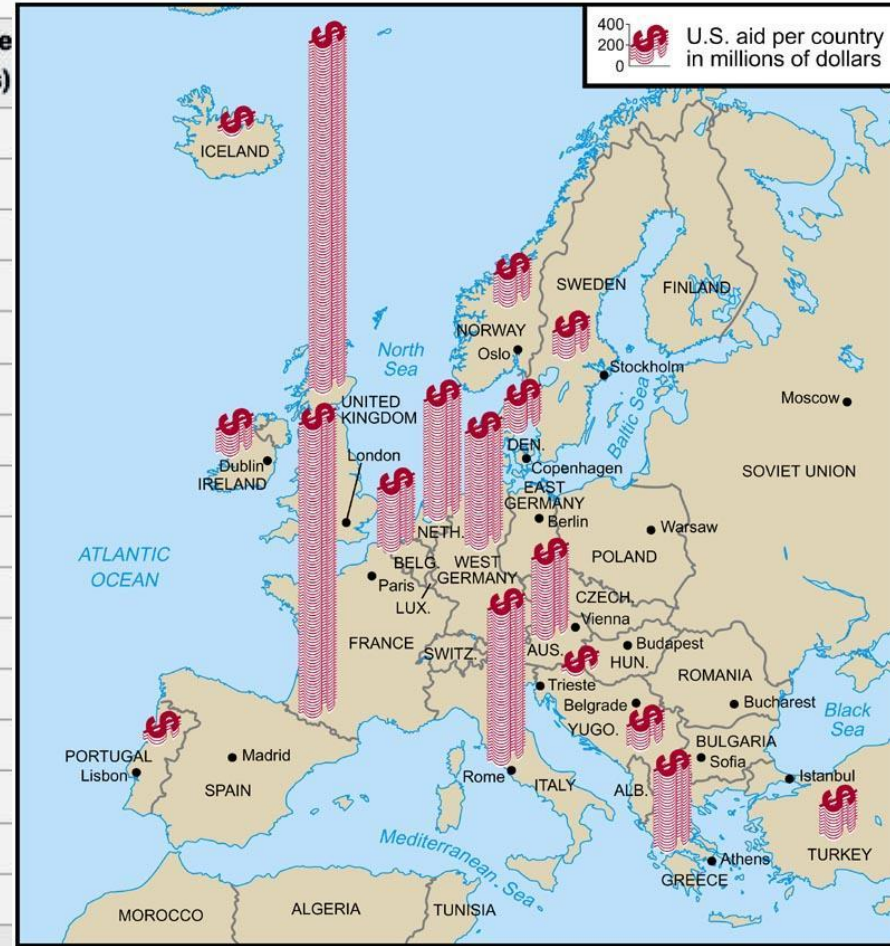 e
s)
400
200
0
U.S. aid per country
in millions of dollars
ICELAND
SWEDEN
FINLAND
NORWAY
Oslo
North
Sea
Stockholm
Moscow
UNITED
KINGDOM
Baltic Sea
London
DEN.
Copenhagen
Dublin
IRELAND
SOVIET UNION
EAST
GERMANY
Berlin
Warsaw
NETH.
ATLANTIC
OCEAN
POLAND
BELG.
WEST
GERMANY
Paris
LUX.
CZECH.
Vienna
FRANCE
SWITZ.
AUS.
Budapest
HUN.
ROMANIA
Trieste
Belgrade
Bucharest
Black
Sea
YUGO.
BULGARIA
Sofia
PORTUGAL
Lisbon
Madrid
SPAIN
Rome
ITALY
ALB.
Istanbul
Mediterranean Sea
TURKEY
Athens
GREECE
MOROCCO
ALGERIA
TUNISIA